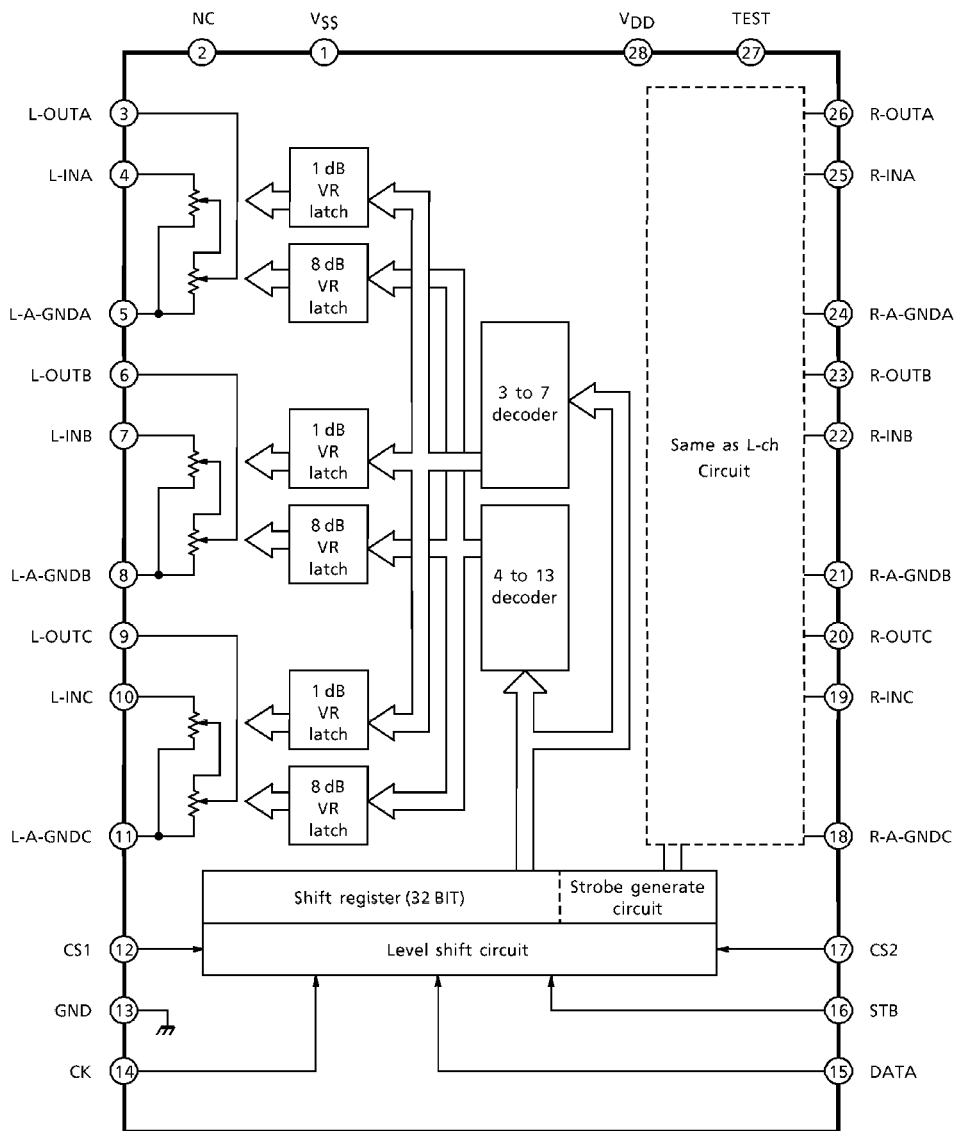 NC
VSS
VDD
TEST
2
1
28
27
L-OUTA
3
26
R-OUTA
L-INA
4
1 dB
VR
latch
25
R-INA
8 dB
VR
latch
L-A-GNDA
5
24
R-A-GNDA
L-OUTB
6
3 to 7
decoder
23
R-OUTB
L-INB
7
1 dB
VR
latch
Same as L-ch
Circuit
22
R-INB
8 dB
VR
latch
4 to 13
decoder
L-A-GNDB
8
21
R-A-GNDB
L-OUTC
9
20
R-OUTC
L-INC
10
1 dB
VR
latch
19
R-INC
8 dB
VR
latch
L-A-GNDC
11
18
R-A-GNDC
Shift register (32 BIT)
Strobe generate
circuit
CS1
12
Level shift circuit
17
CS2
GND
13
16
STB
CK
14
15
DATA